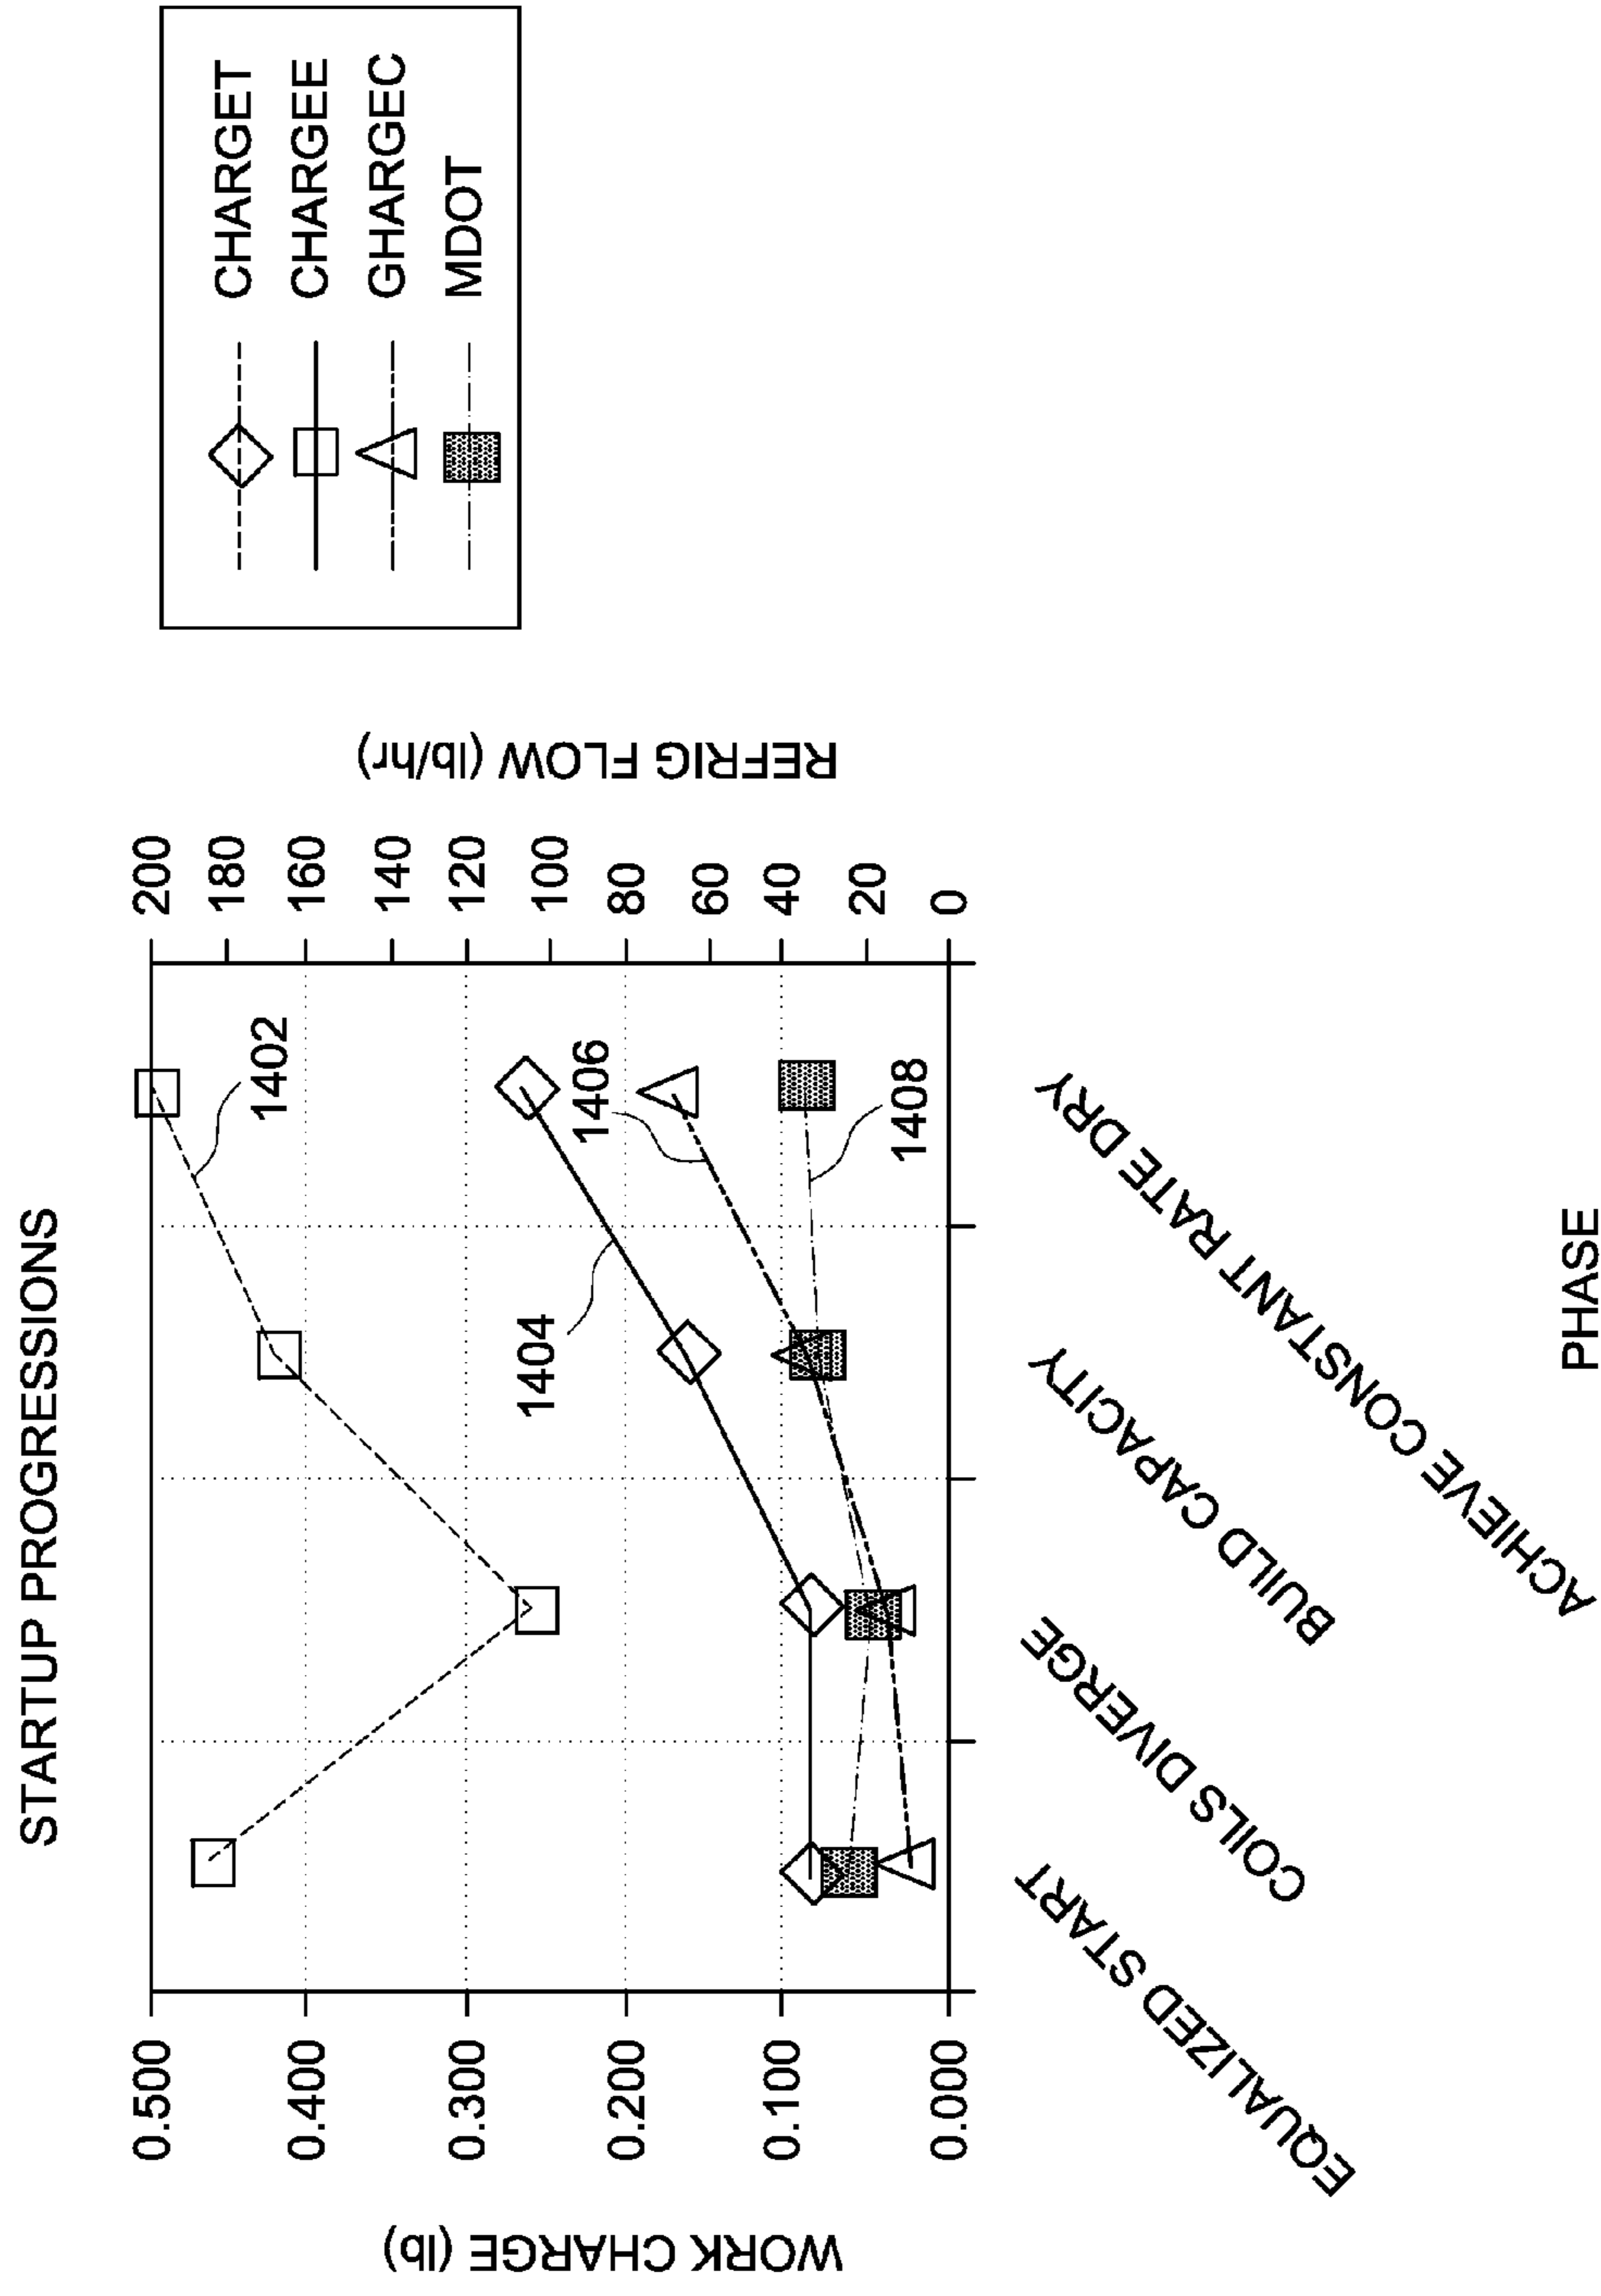 STARTUP PROGRESSIONS
WORK CHARGE (lb)
0.500
0.400
0.300
0.200
0.100
0.000
1402
1404
1406
1408
200
180
160
140
120
100
80
60
40
20
0
REFRIG FLOW (lb/hr)
CHARGET
CHARGEE
GHARGEC
MDOT
EQUALIZED START
COILS DIVERGE
BUILD CAPACITY
ACHIEVE CONSTANT RATE DRY
PHASE